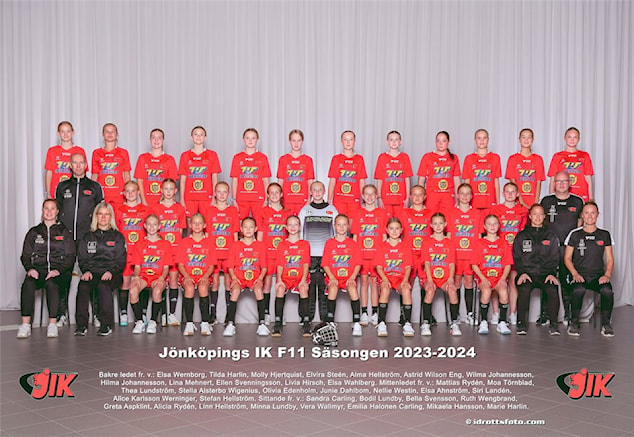 Jönköpings IK F11 Säsongen 2023-2024
Bakre ledet fr. v.: Elsa Wernborg, Tilda Harlin, Molly Hjertquist, Elvira Steén, Alma Hellström, Astrid Wilson Eng, Wilma Johannesson,
Hilma Johannesson, Lina Mehnert, Ellen Svenningsson, Livia Hirsch, Elsa Wahlberg. Mittenledet fr. v.: Mattias Rydén, Moa Törnblad,
Thea Lundström, Stella Alsterbo Wigenius, Olivia Edenholm, Junie Dahlbom, Nellie Westin, Elsa Ahnström, Siri Landén,
Alice Karlsson Werninger, Stefan Hellström. Sittande fr. v.: Sandra Carling, Bodil Lundby, Bella Svensson, Ruth Wengbrand,
Greta Aspklint, Alicia Rydén, Linn Hellström, Minna Lundby, Vera Wallmyr, Emilia Halonen Carling, Mikaela Hansson, Marie Harlin.
JIK
JIK
© idrottsfoto.com